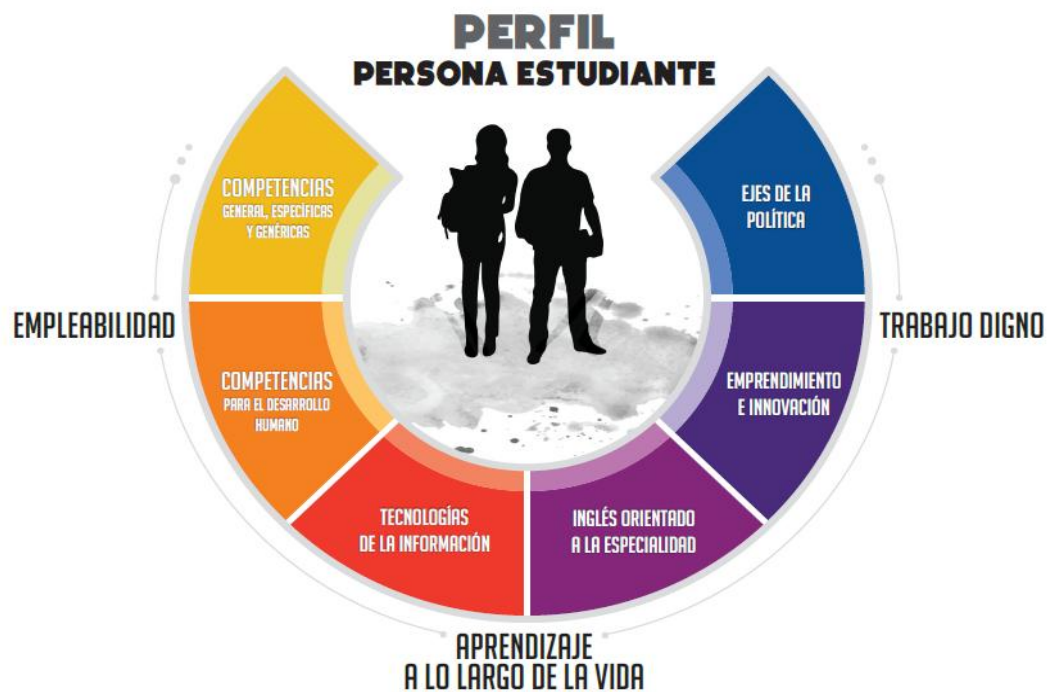 PERFIL
PERSONA ESTUDIANTE
COMPETENCIAS
GENERAL, ESPECÍFICAS
Y GENÉRICAS
EJES DE LA
POLÍTICA
EMPLEABILIDAD
TRABAJO DIGNO
COMPETENCIAS
PARA EL DESARROLLO
HUMANO
EMPRENDIMIENTO
E INNOVACIÓN
TECNOLOGÍAS
DE LA INFORMACIÓN
INGLÉS ORIENTADO
A LA ESPECIALIDAD
APRENDIZAJE
A LO LARGO DE LA VIDA